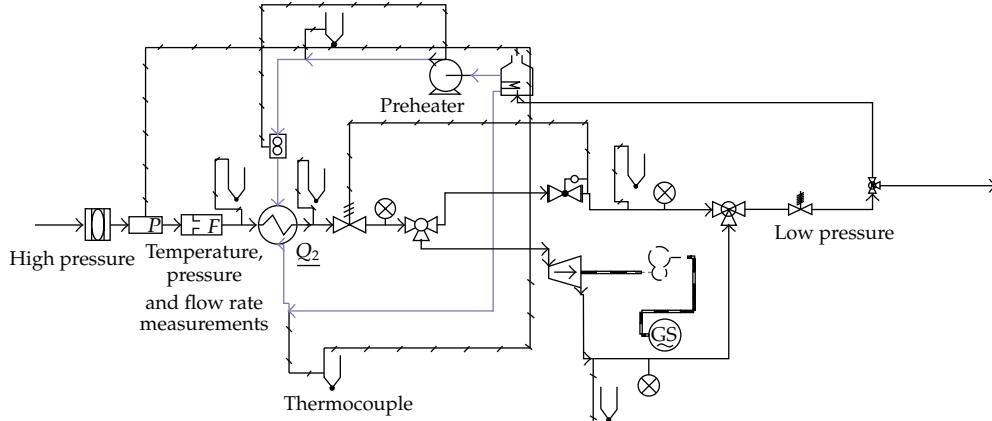 Preheater
P
F
High pressure
Temperature,
pressure
and flow rate
measurements
Q2
Low pressure
GS
Thermocouple